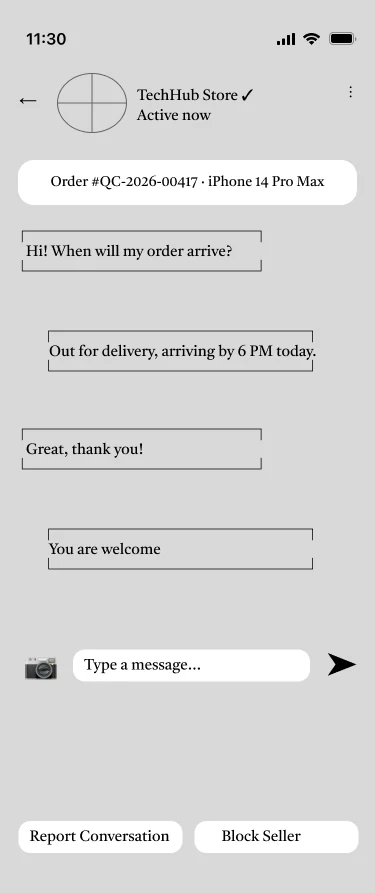 11:30
TechHub Store ✓
Active now
Order #QC-2026-00417 · iPhone 14 Pro Max
Hi! When will my order arrive?
Out for delivery, arriving by 6 PM today.
Great, thank you!
You are welcome
Type a message...
Report Conversation
Block Seller